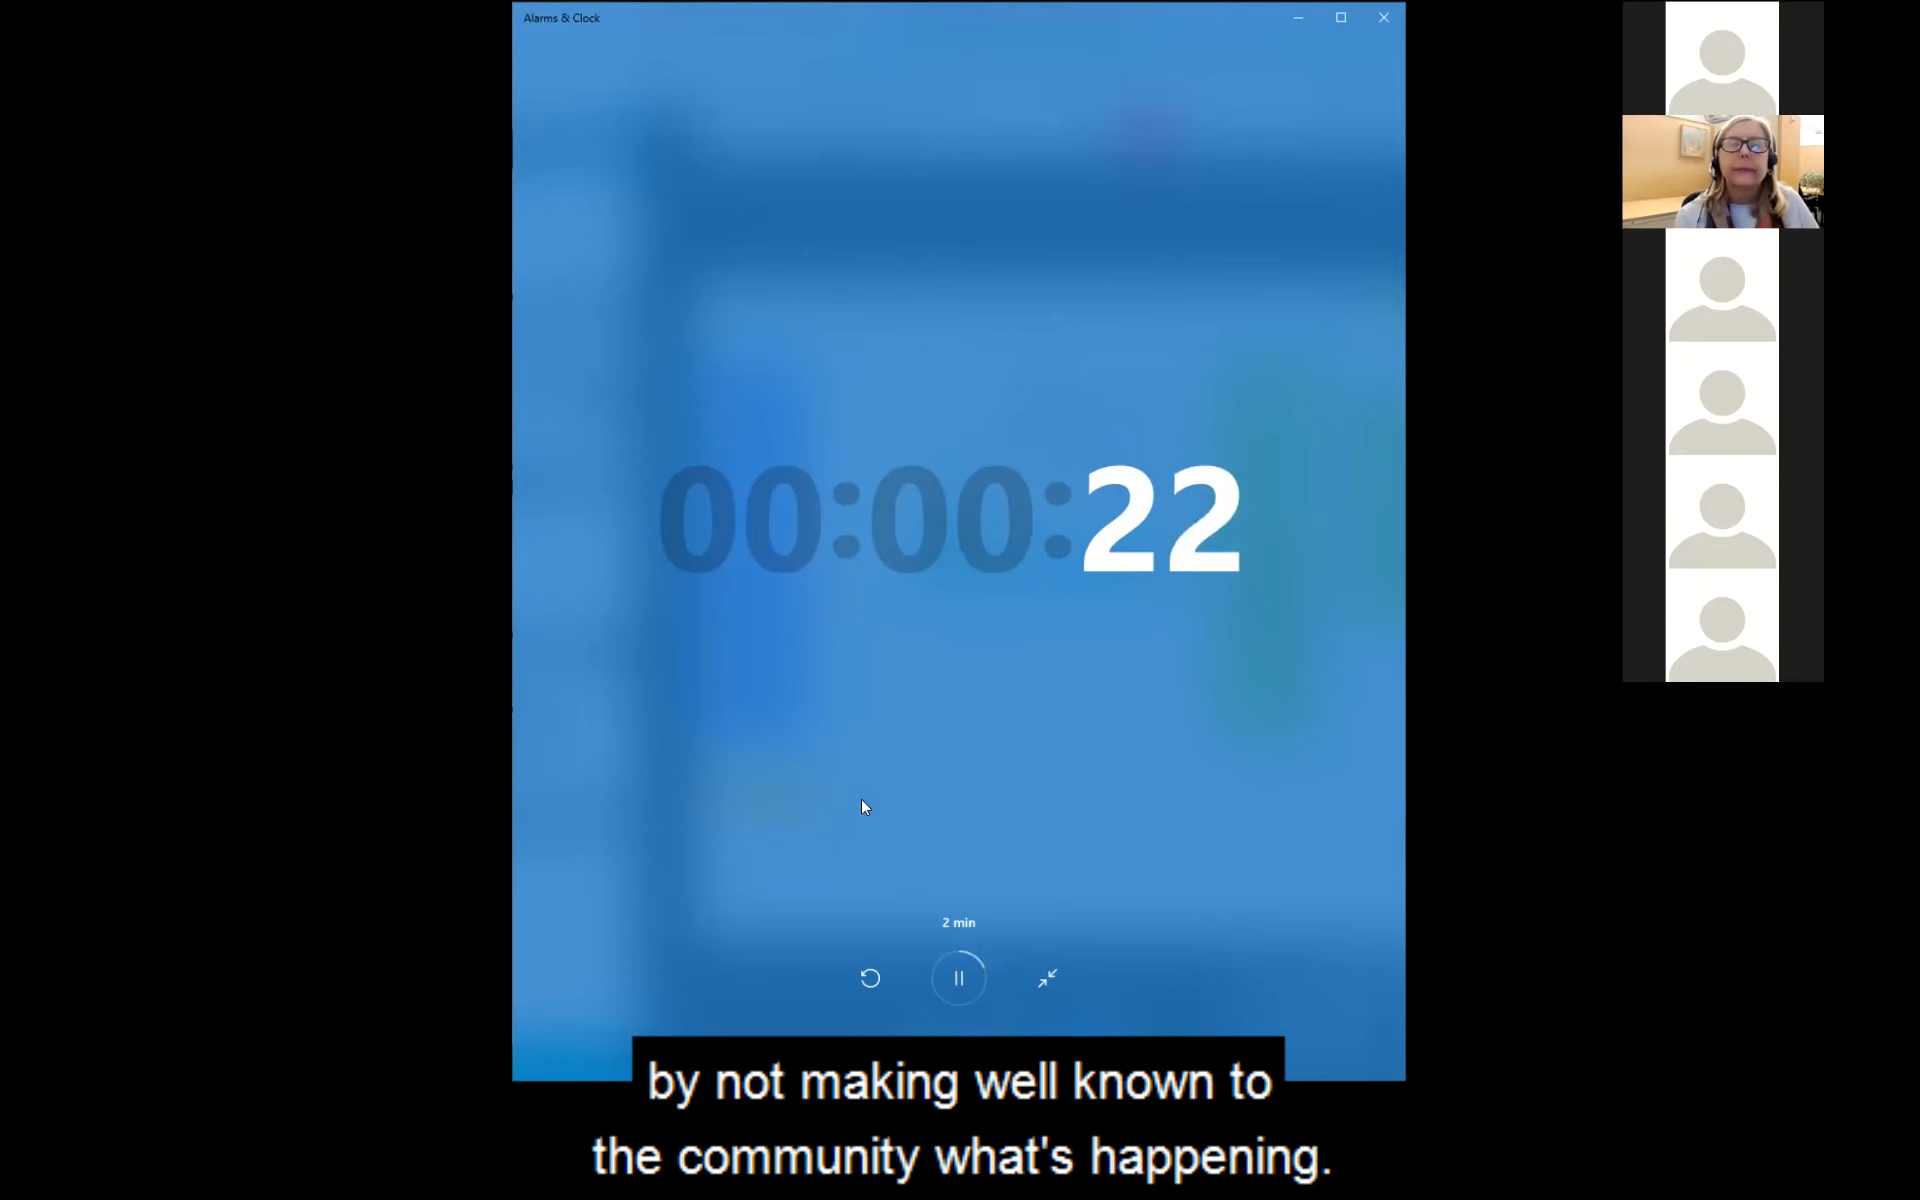 Alarms & Clock
00:00:22
2 min
by not making well known to
the community what's happening.